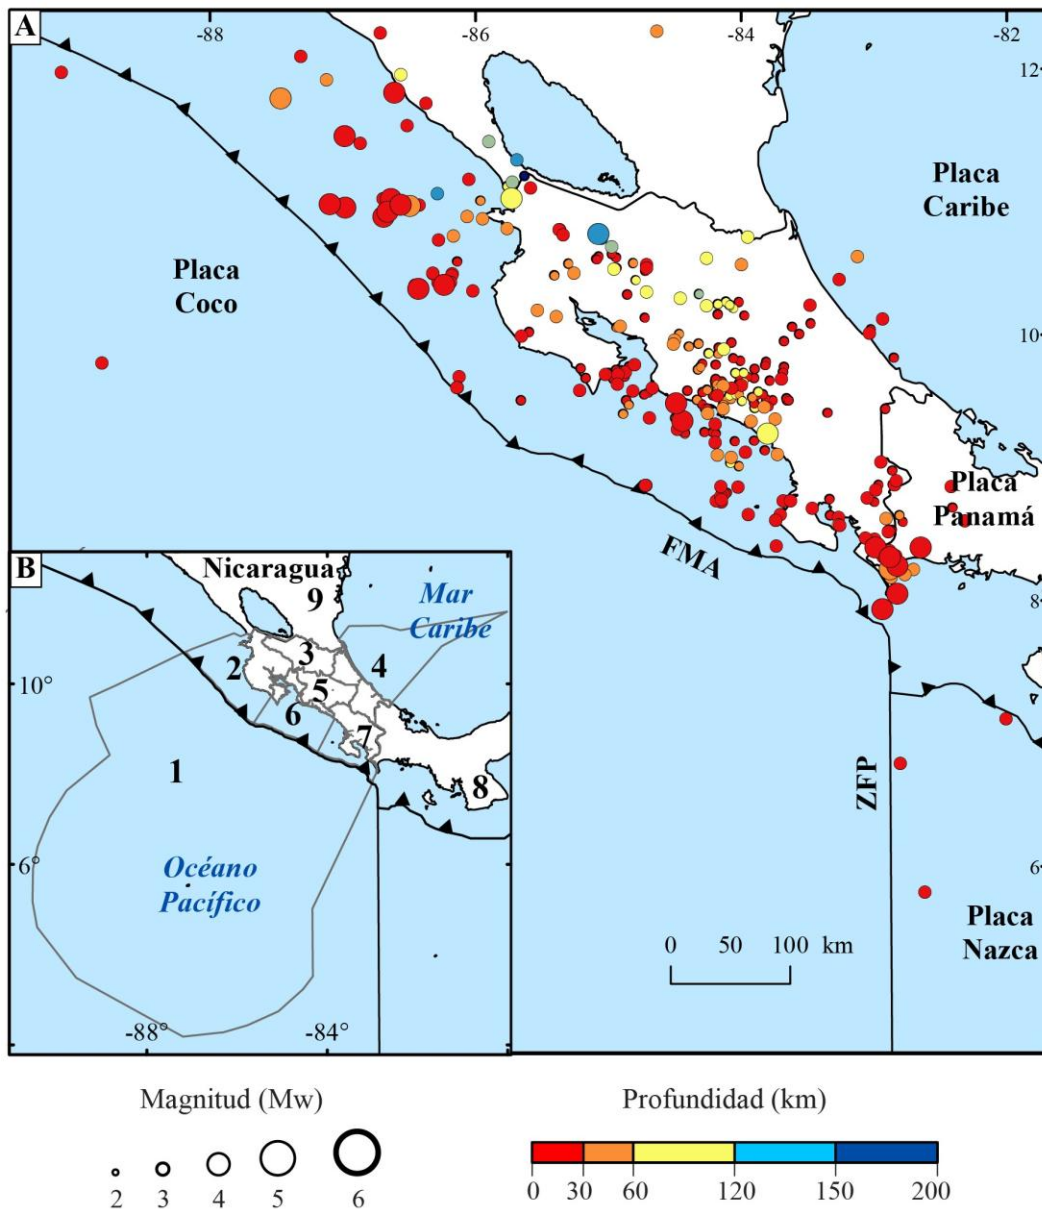 A
-88
-86
-84
-82
12
Placa
Caribe
Placa
Coco
10
Placa
Panamá
FMA
8
B
Nicaragua
9
Mar
Caribe
3
4
2
10°
5
6
7
1
8
ZFP
6°
Océano
Pacífico
6
Placa
Nazca
0 50 100 km
-88° -84°
Magnitud (Mw)
Profundidad (km)
2 3 4 5 6
0 30 60 120 150 200